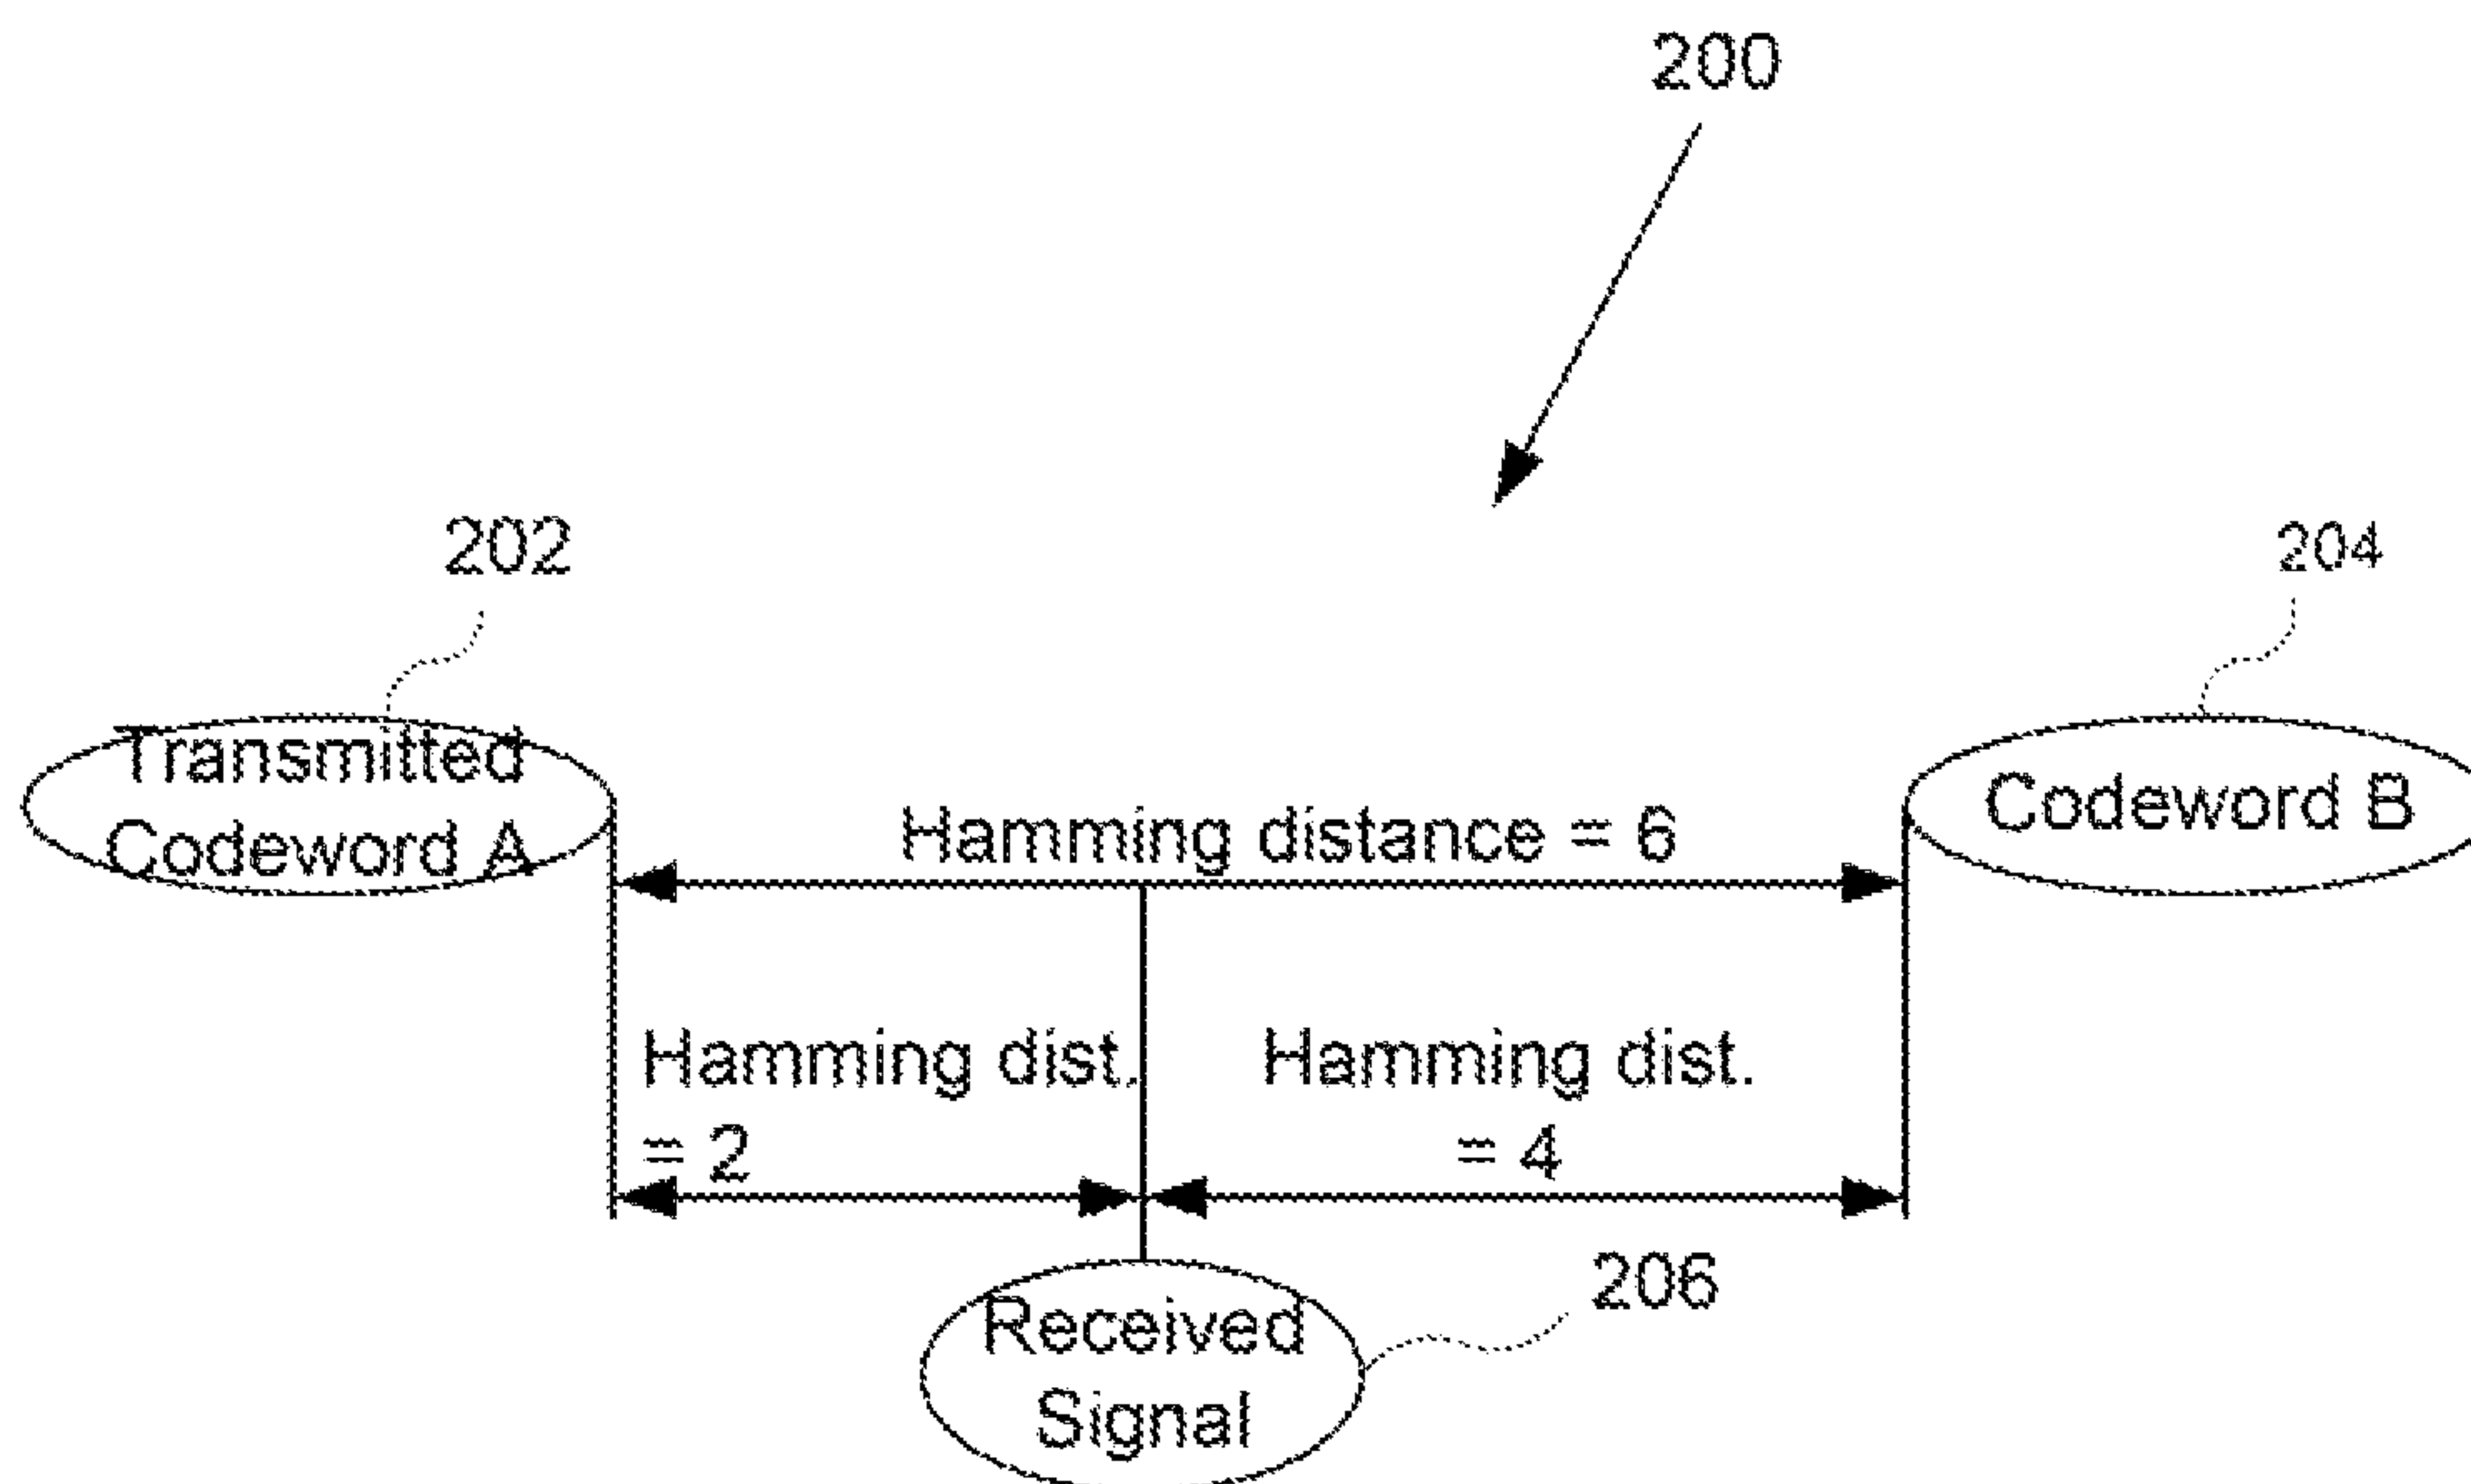 200
202
204
Transmitted
Codeword A
Codeword B
Hamming distance = 6
Hamming dist.
= 2
Hamming dist.
= 4
206
Received
Signal